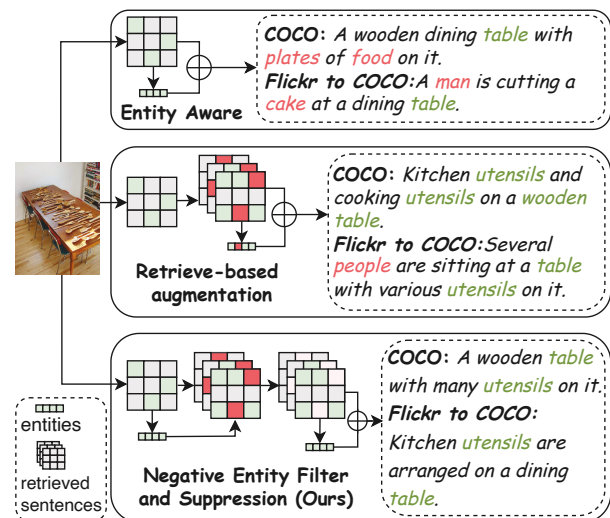 COCO: A wooden dining table with
plates of food on it.
Flickr to COCO:A man is cutting a
cake at a dining table.
Entity Aware
COCO: Kitchen utensils and
cooking utensils on a wooden
table.
Flickr to COCO:Several
people are sitting at a table
with various utensils on it.
Retrieve-based
augmentation
COCO: A wooden table
with many utensils on it.
Flickr to COCO:
Kitchen utensils are
arranged on a dining
table.
Negative Entity Filter
and Suppression (Ours)
entities
retrieved
sentences